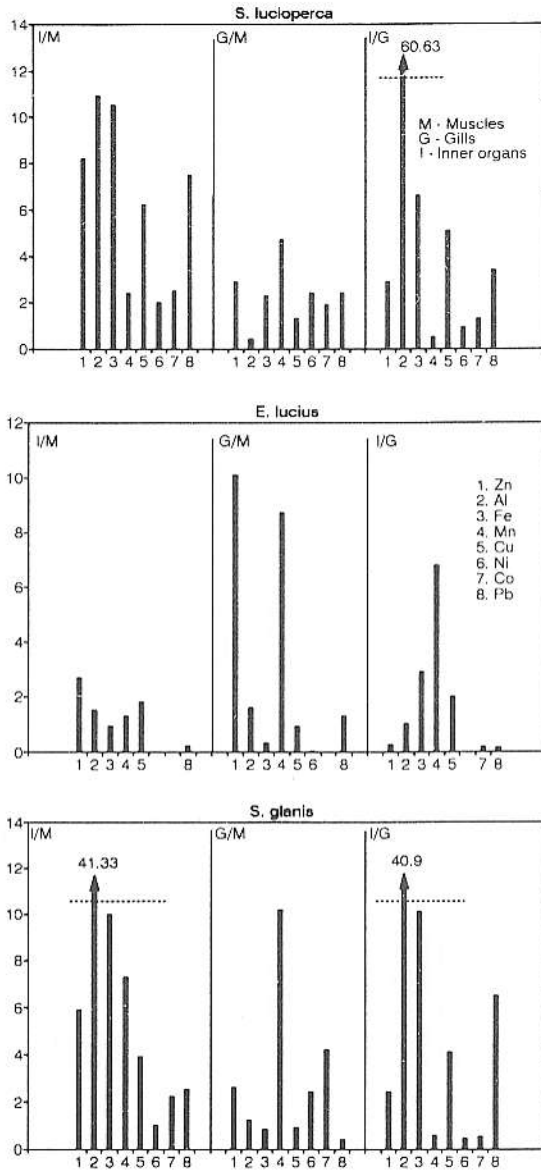 S. lucioperca
I/M G/M I/G
60.63
14
12
10
8
6
4
2
0
M - Muscles
G - Gills
I - Inner organs
1 2 3 4 5 6 7 8 1 2 3 4 5 6 7 8 1 2 3 4 5 6 7 8
E. lucius
I/M G/M I/G
12
10
8
6
4
2
0
1. Zn
2. Al
3. Fe
4. Mn
5. Cu
6. Ni
7. Co
8. Pb
1 2 3 4 5 8 1 2 3 4 5 6 8 1 2 3 4 5 7 8
S. glanis
I/M G/M I/G
41.33 40.9
14
12
10
8
6
4
2
0
1 2 3 4 5 6 7 8 1 2 3 4 5 6 7 8 1 2 3 4 5 6 7 8